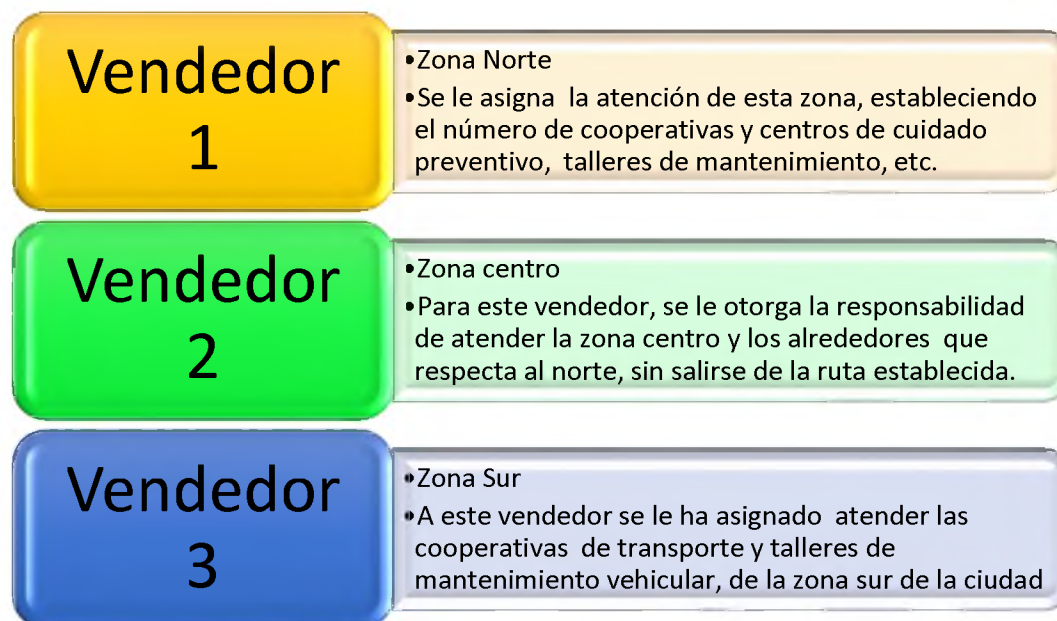 Vendedor
1
•Zona Norte
•Se le asigna la atención de esta zona, estableciendo
el número de cooperativas y centros de cuidado
preventivo, talleres de mantenimiento, etc.
Vendedor
2
•Zona centro
•Para este vendedor, se le otorga la responsabilidad
de atender la zona centro y los alrededores que
respecta al norte, sin salirse de la ruta establecida.
Vendedor
3
•Zona Sur
•A este vendedor se le ha asignado atender las
cooperativas de transporte y talleres de
mantenimiento vehicular, de la zona sur de la ciudad